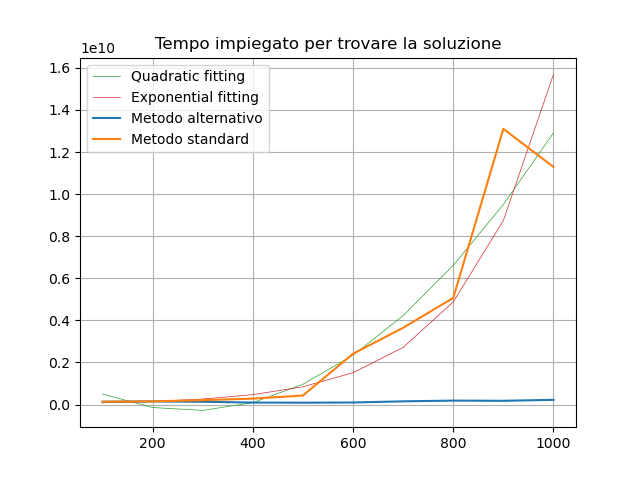 Tempo impiegato per trovare la soluzione
1e10
Quadratic fitting
Exponential fitting
Metodo alternativo
Metodo standard
1.6
1.4
1.2
1.0
0.8
0.6
0.4
0.2
0.0
200 400 600 800 1000